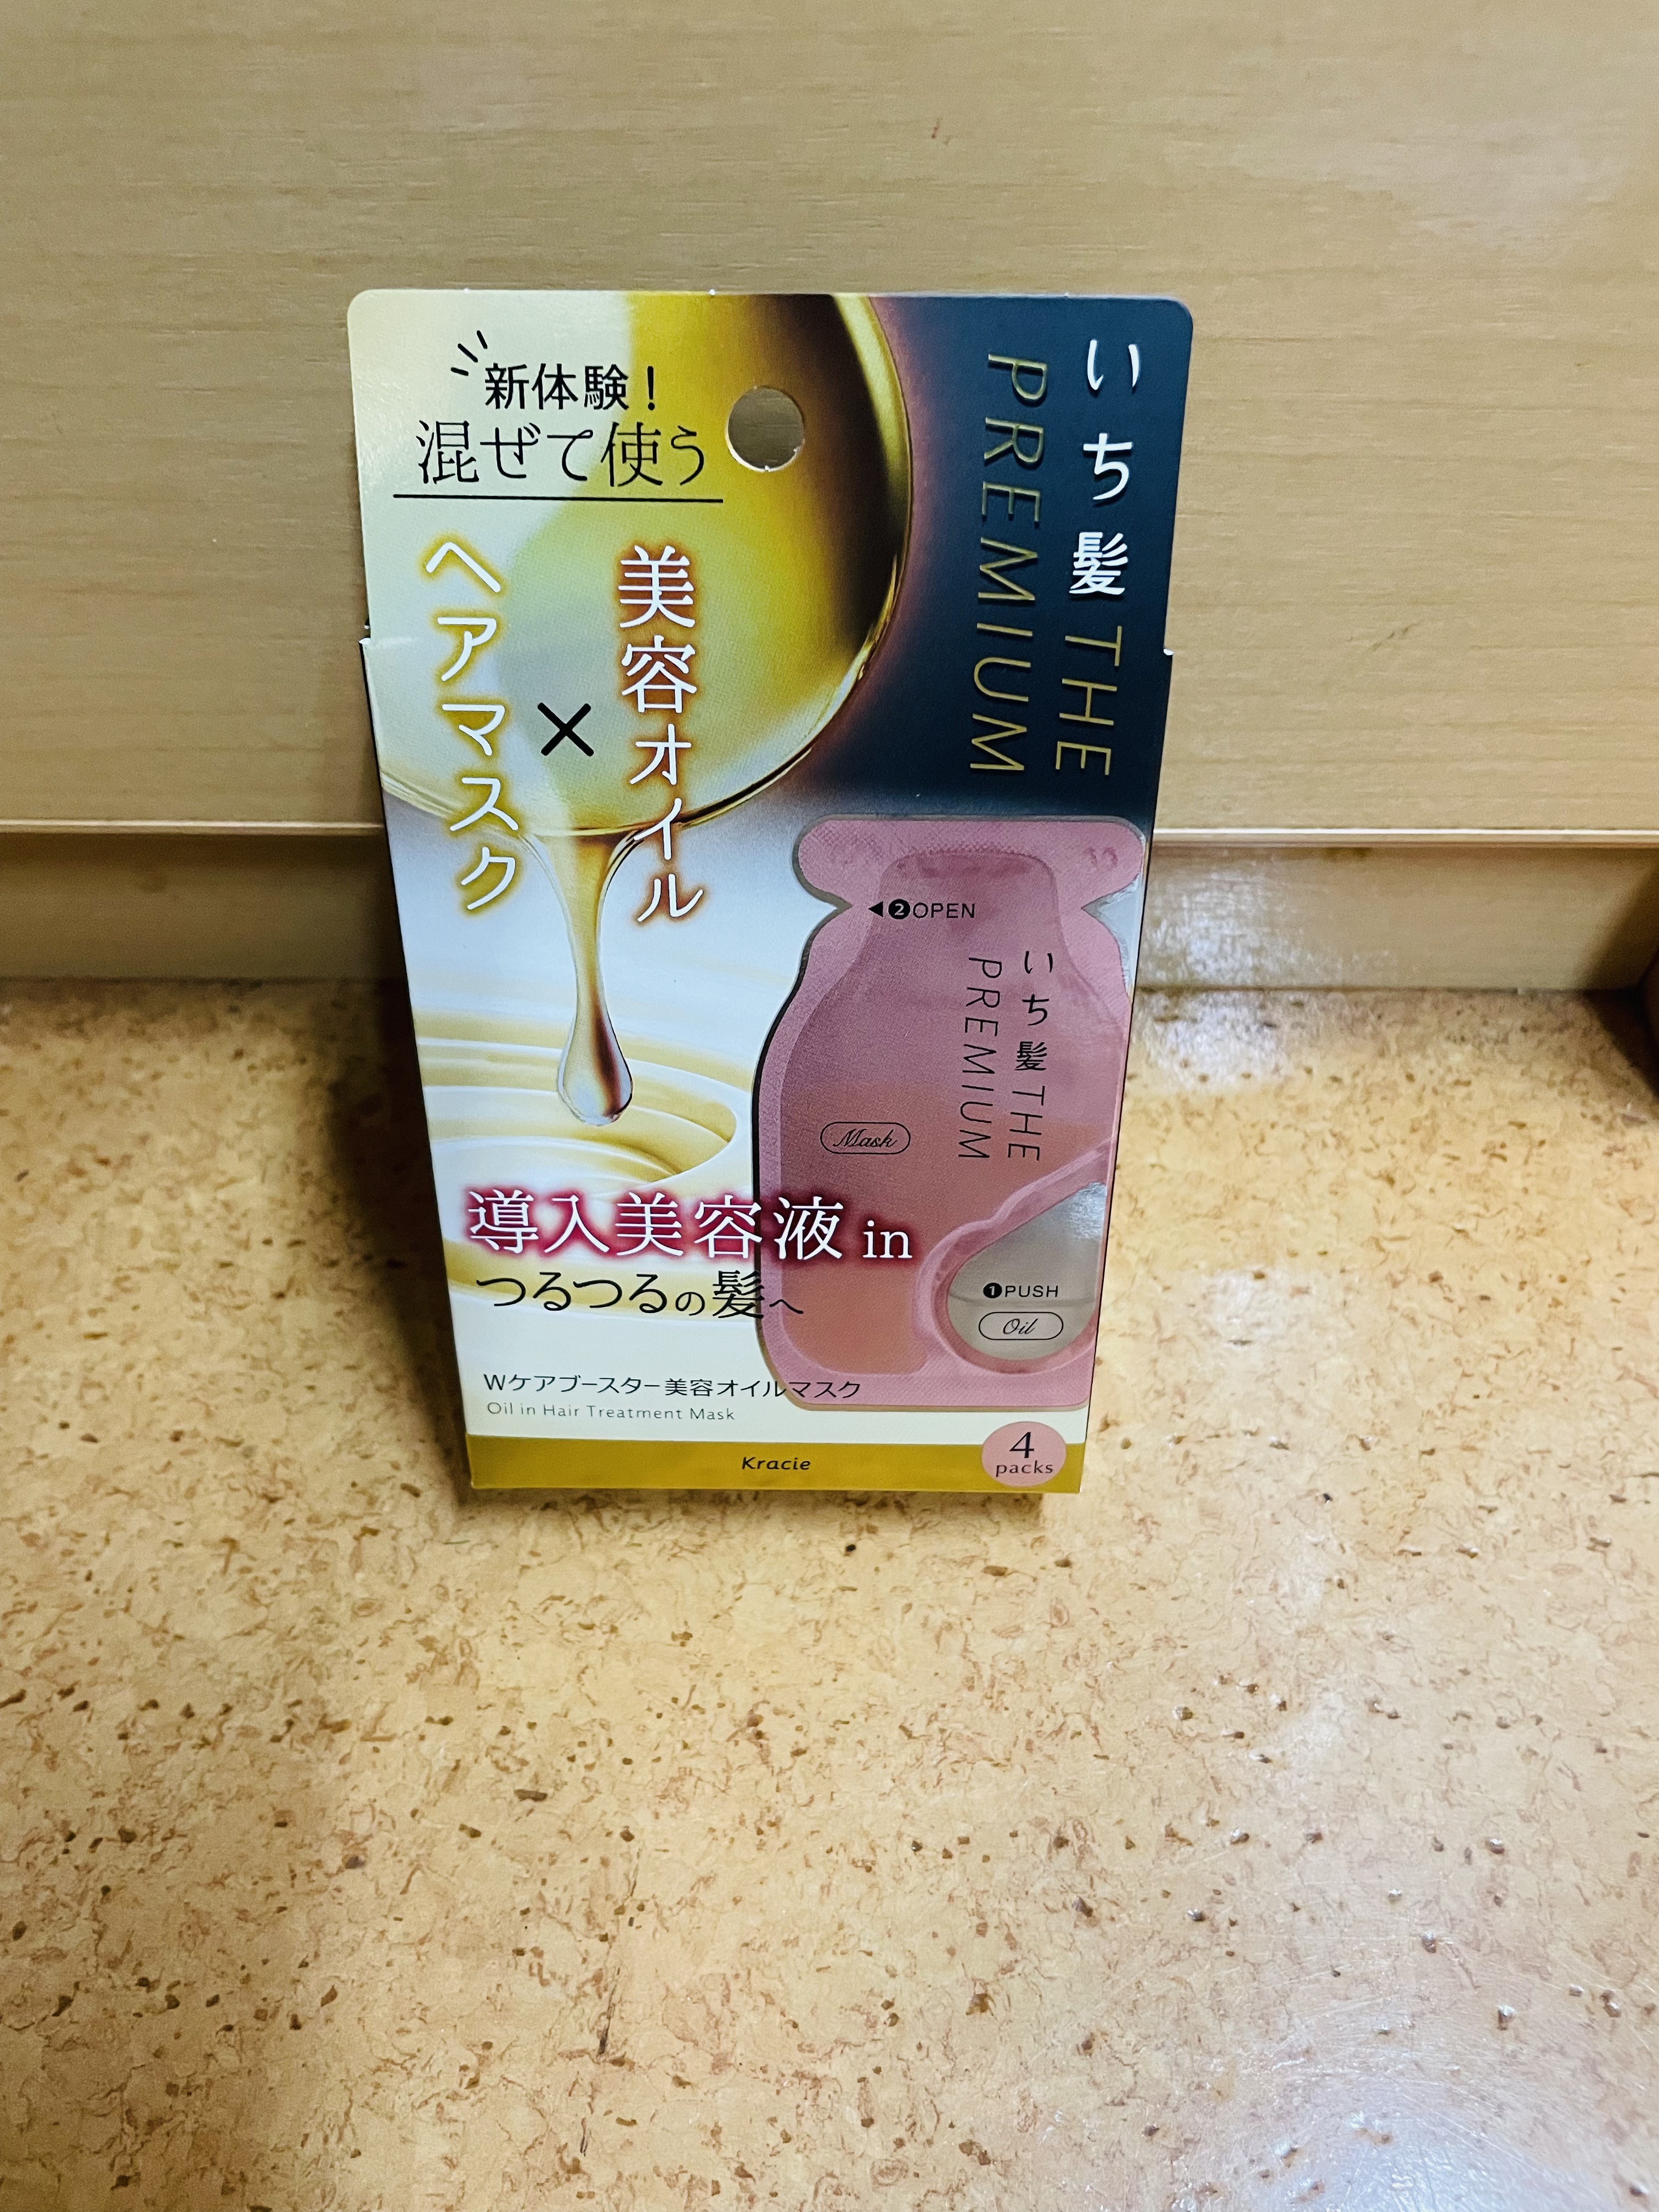 いち髪 THE
PREMIUM
新体験！
混ぜて使う
美容オイル
×
ヘアマスク
◀❷OPEN
いち髪 THE
PREMIUM
Mask
❶PUSH
Oil
導入美容液 in
つるつるの髪へ
Wケアブースター美容オイルマスク
Oil in Hair Treatment Mask
Kracie
4
packs